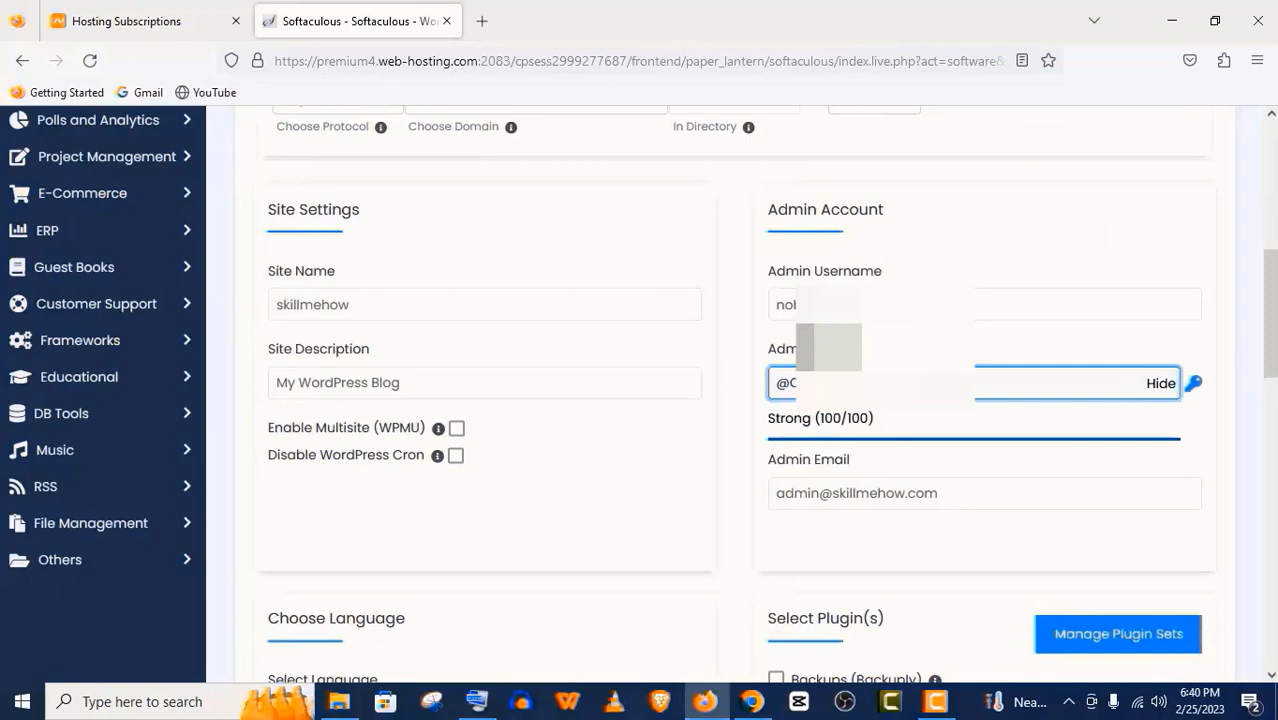 Hosting Subscriptions
Softaculous - Softaculous - Wo
https://premium4.web-hosting.com:2083/cpsess2999277687/frontend/paper_lantern/softaculous/index.live.php?act=software&
Getting Started
Gmail
YouTube
Polls and Analytics
Project Management
E-Commerce
ERP
Guest Books
Customer Support
Frameworks
Educational
DB Tools
Music
RSS
File Management
Others
Choose Protocol
Choose Domain
In Directory
Site Settings
Site Name
skillmehow
Site Description
My WordPress Blog
Enable Multisite (WPMU)
Disable WordPress Cron
Admin Account
Admin Username
Hide
Strong (100/100)
Admin Email
admin@skillmehow.com
Choose Language
Select Language
Select Plugin(s)
Manage Plugin Sets
Backups (Backuply)
Type here to search
Nea...
6:40 PM
2/25/2023
2